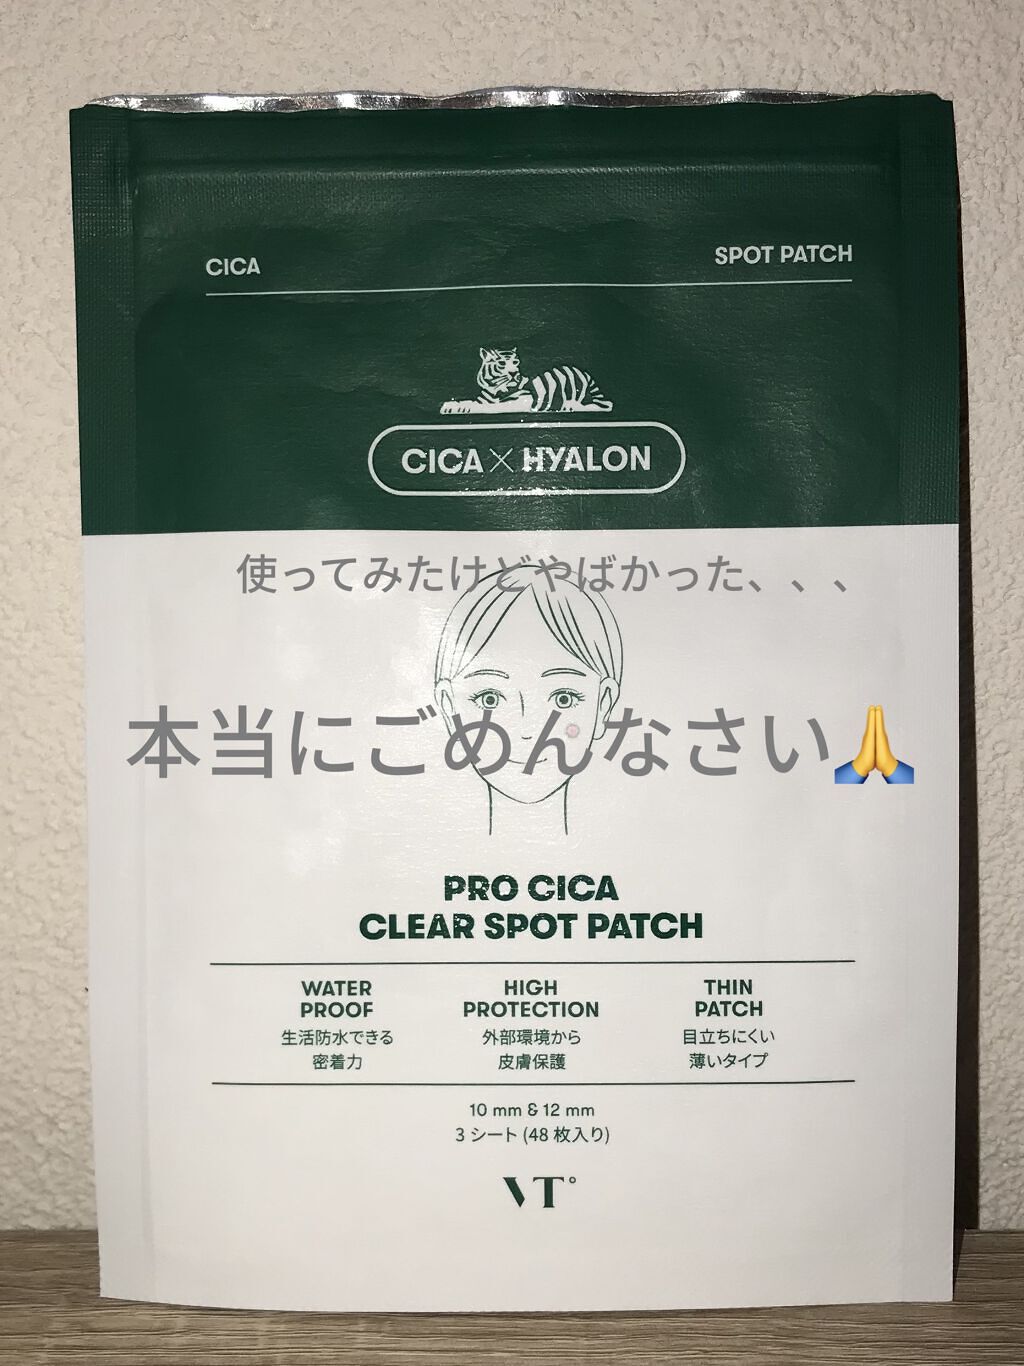 CICA
SPOT PATCH
CICA×HYALON
使ってみたけどやばかった、、、
本当にごめんなさい🙏
PRO CICA
CLEAR SPOT PATCH
WATER
PROOF
生活防水できる
密着力
HIGH
PROTECTION
外部環境から
皮膚保護
THIN
PATCH
目立ちにくい
薄いタイプ
10 mm & 12 mm
3 シート (48 枚入り)
VT°